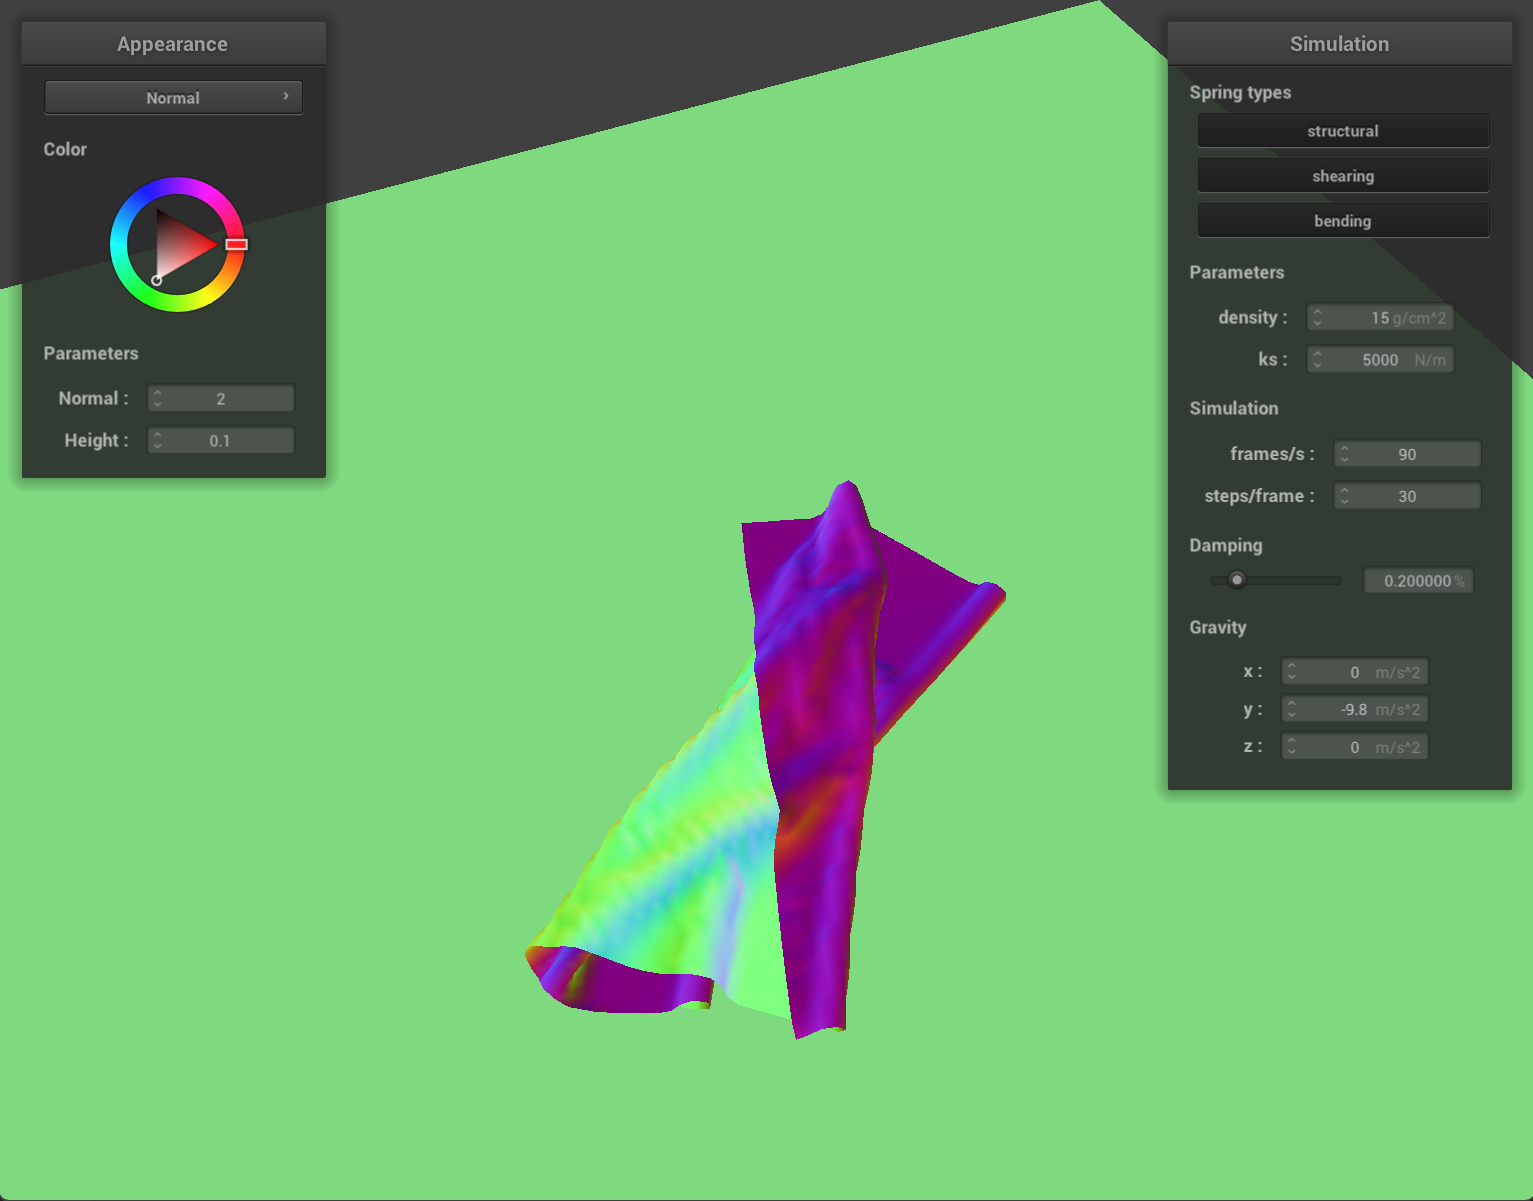 Appearance
Normal
Color
Parameters
Normal : 2
Height : 0.1
Simulation
Spring types
structural
shearing
bending
Parameters
density : 15 g/cm^2
ks : 5000 N/m
Simulation
frames/s : 90
steps/frame : 30
Damping
0.200000 %
Gravity
x : 0 m/s^2
y : -9.8 m/s^2
z : 0 m/s^2